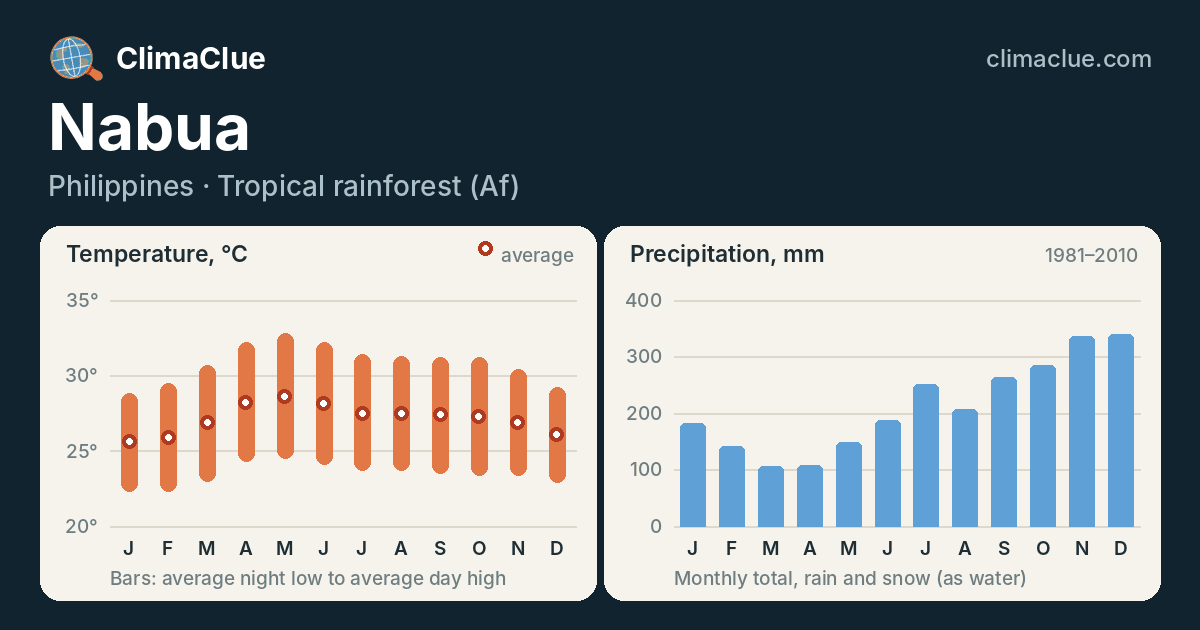 ClimaClue
climaclue.com
Nabua
Philippines · Tropical rainforest (Af)
Temperature, °C
average
35°
30°
25°
20°
J F M A M J J A S O N D
Bars: average night low to average day high
Precipitation, mm
1981–2010
400
300
200
100
0
J F M A M J J A S O N D
Monthly total, rain and snow (as water)